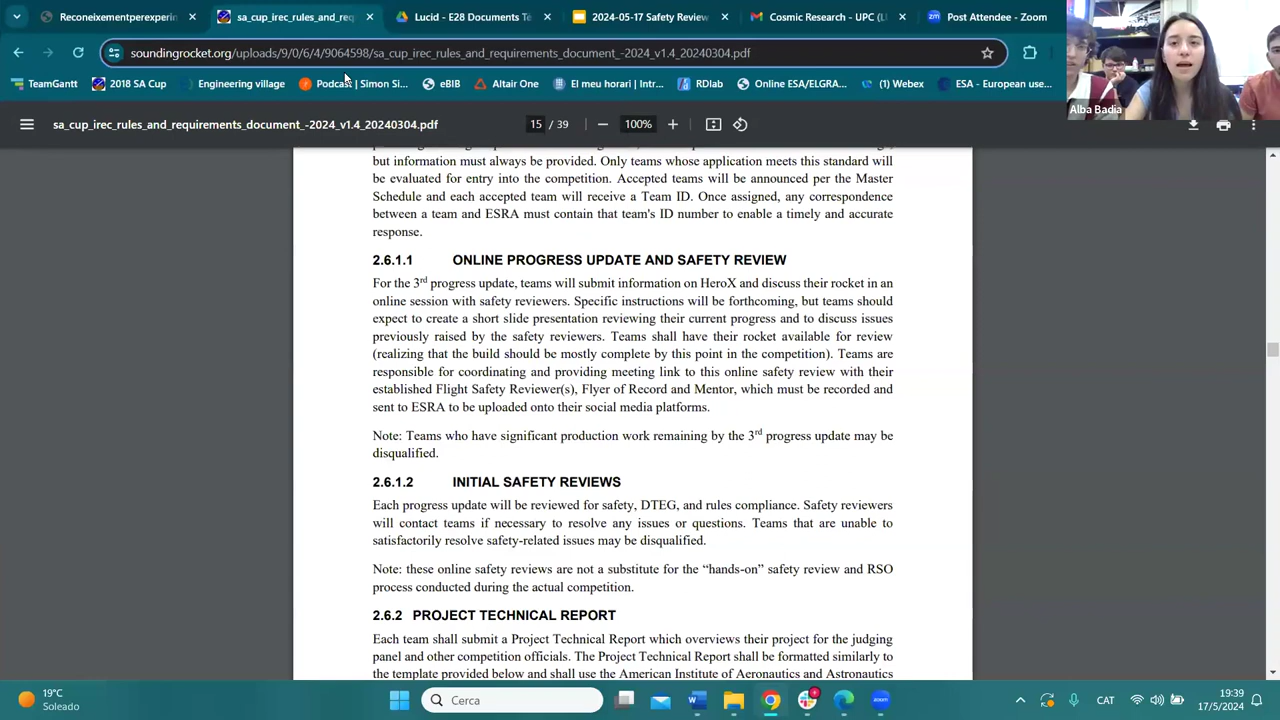 Reconeixementperexperim
sa_cup_irec_rules_and_req
Lucid - E28 Documents Te
2024-05-17 Safety Review
Cosmic Research - UPC (L
Post Attendee - Zoom
soundingrocket.org/uploads/9/0/6/4/9064598/sa_cup_irec_rules_and_requirements_document_-2024_v1.4_20240304.pdf
TeamGantt
2018 SA Cup
Engineering village
Podcast | Simon Si...
eBIB
Altair One
El meu horari | Intr...
RDlab
Online ESA/ELGRA...
(1) Webex
ESA - European use...
Alba Badia
sa_cup_irec_rules_and_requirements_document_-2024_v1.4_20240304.pdf
15 / 39
100%
but information must always be provided. Only teams whose application meets this standard will
be evaluated for entry into the competition. Accepted teams will be announced per the Master
Schedule and each accepted team will receive a Team ID. Once assigned, any correspondence
between a team and ESRA must contain that team's ID number to enable a timely and accurate
response.
2.6.1.1 ONLINE PROGRESS UPDATE AND SAFETY REVIEW
For the 3rd progress update, teams will submit information on HeroX and discuss their rocket in an
online session with safety reviewers. Specific instructions will be forthcoming, but teams should
expect to create a short slide presentation reviewing their current progress and to discuss issues
previously raised by the safety reviewers. Teams shall have their rocket available for review
(realizing that the build should be mostly complete by this point in the competition). Teams are
responsible for coordinating and providing meeting link to this online safety review with their
established Flight Safety Reviewer(s), Flyer of Record and Mentor, which must be recorded and
sent to ESRA to be uploaded onto their social media platforms.
Note: Teams who have significant production work remaining by the 3rd progress update may be
disqualified.
2.6.1.2 INITIAL SAFETY REVIEWS
Each progress update will be reviewed for safety, DTEG, and rules compliance. Safety reviewers
will contact teams if necessary to resolve any issues or questions. Teams that are unable to
satisfactorily resolve safety-related issues may be disqualified.
Note: these online safety reviews are not a substitute for the “hands-on” safety review and RSO
process conducted during the actual competition.
2.6.2 PROJECT TECHNICAL REPORT
Each team shall submit a Project Technical Report which overviews their project for the judging
panel and other competition officials. The Project Technical Report shall be formatted similarly to
the template provided below and shall use the American Institute of Aeronautics and Astronautics
19°C
Soleado
Cerca
CAT
19:39
17/5/2024